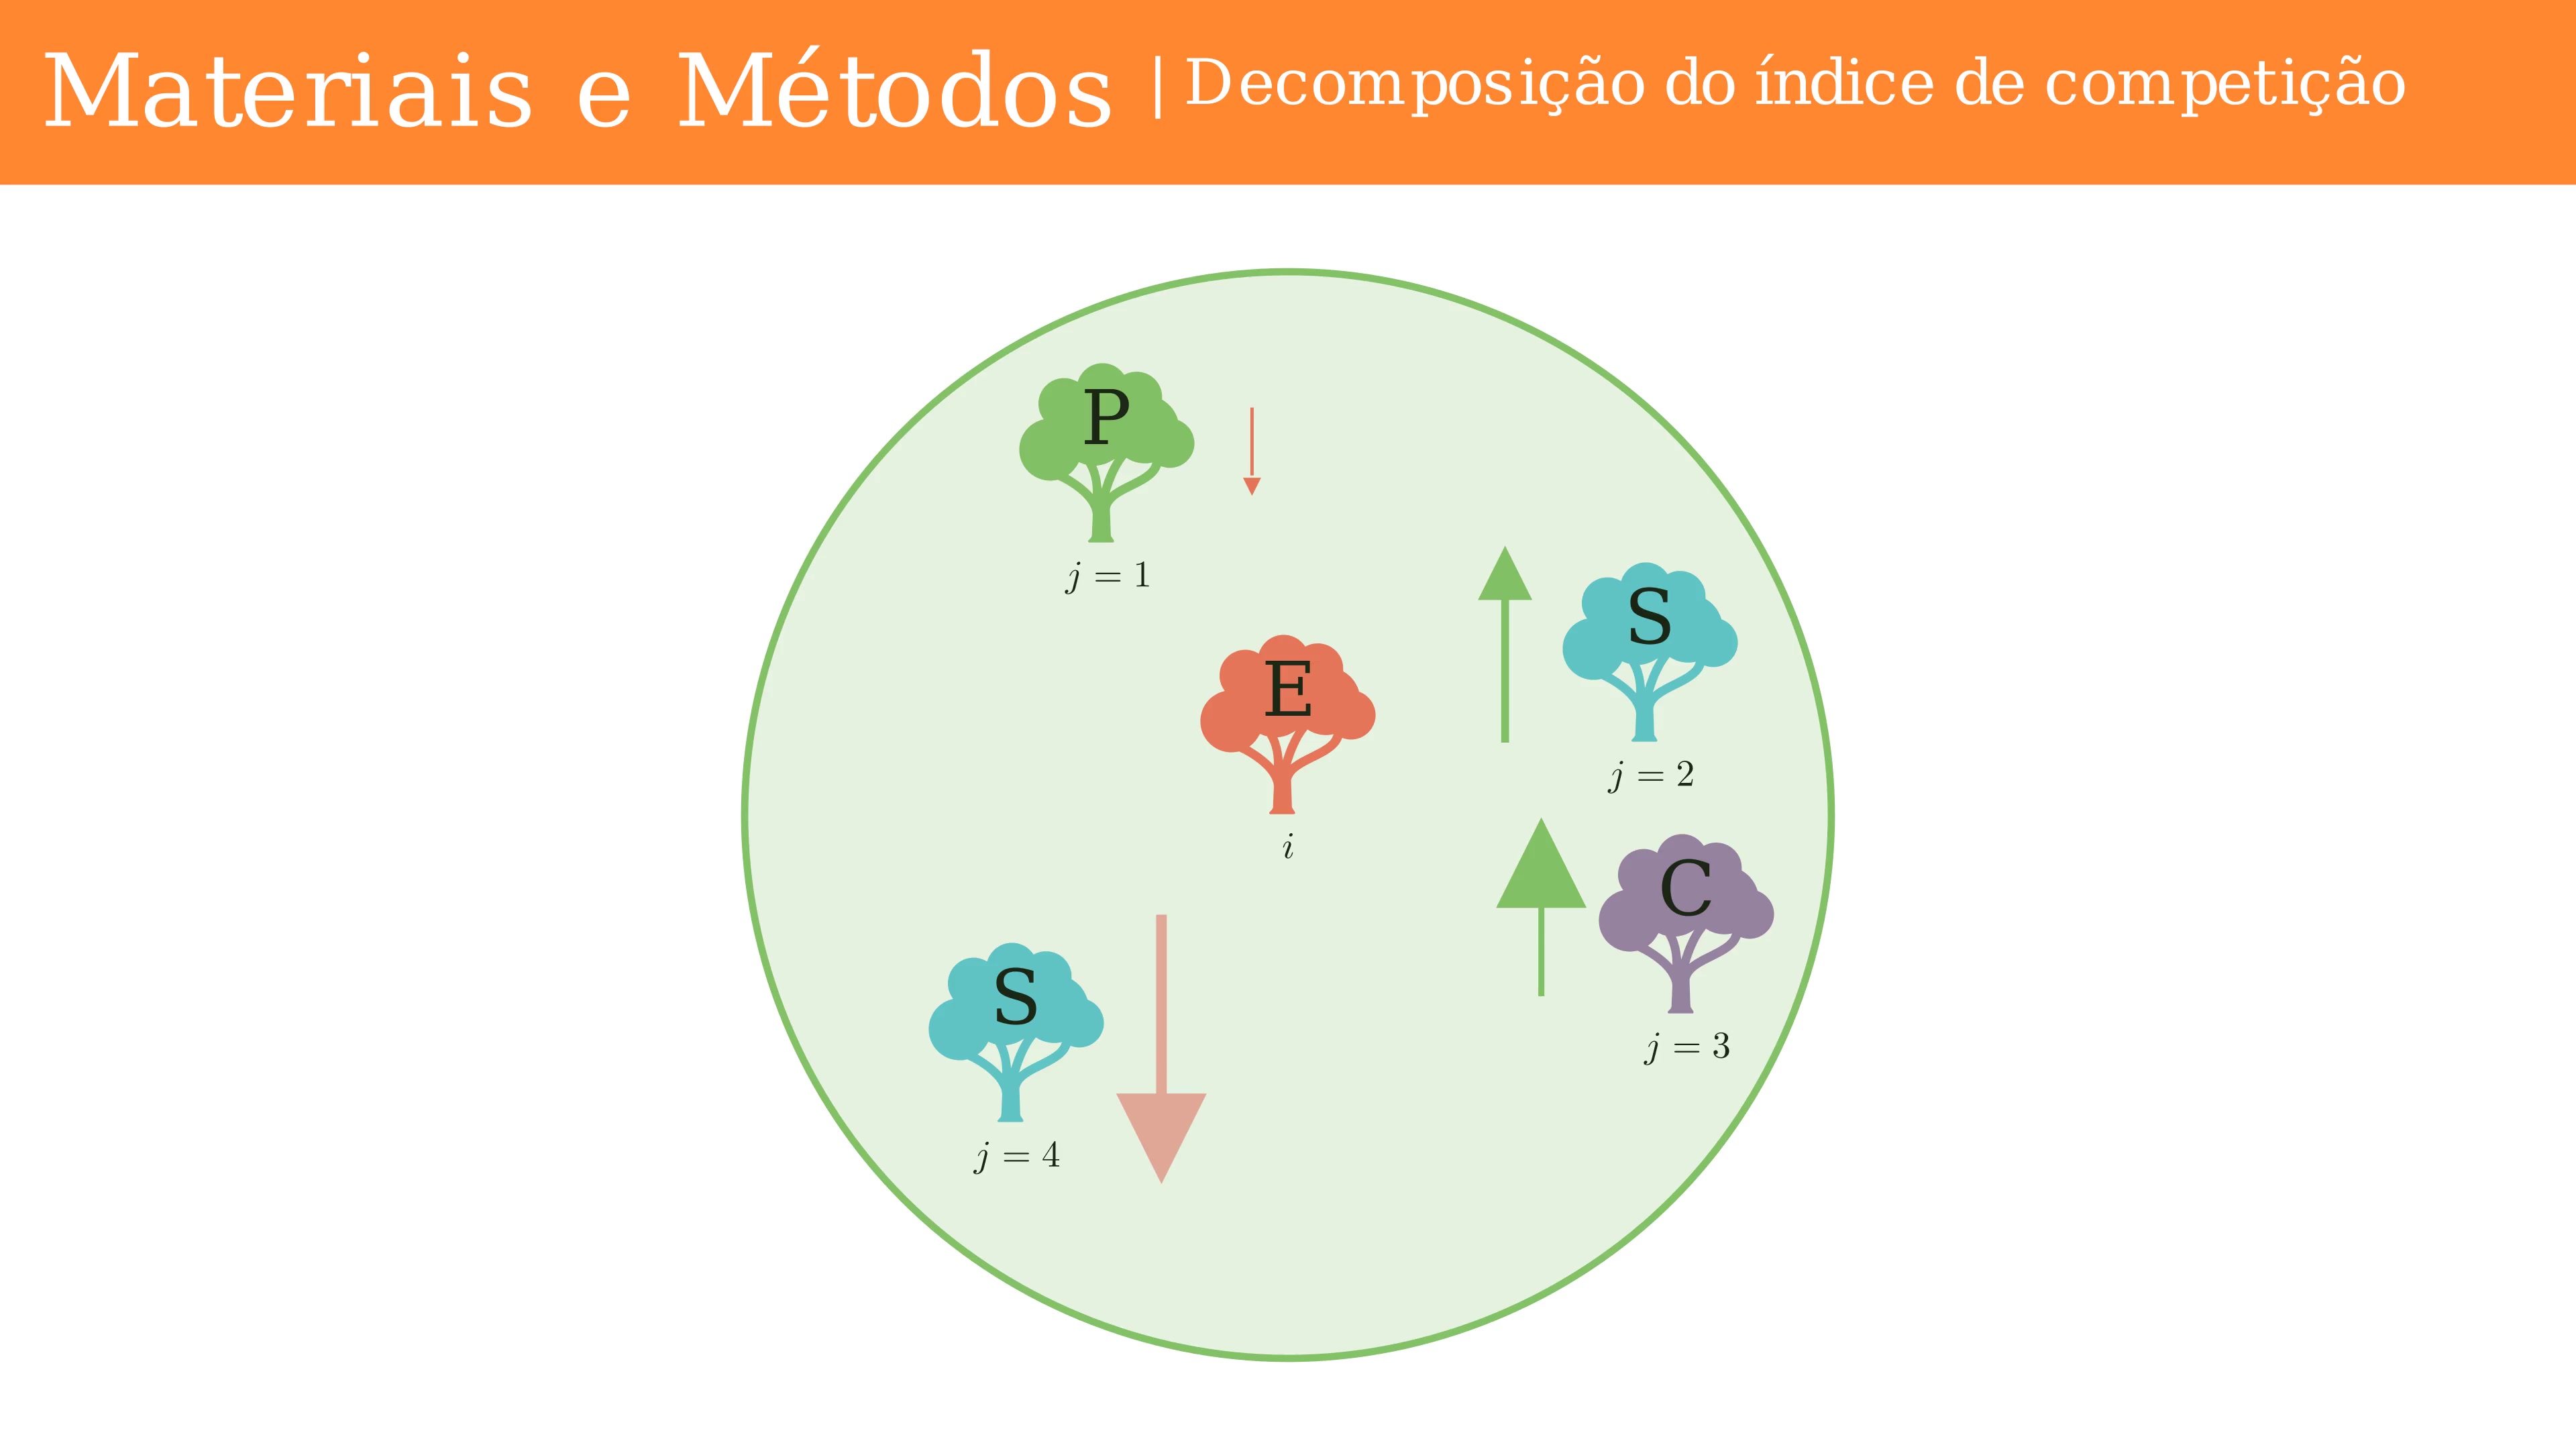 Materiais e Métodos | Decomposição do índice de competição
P
j = 1
S
j = 2
E
i
C
j = 3
S
j = 4